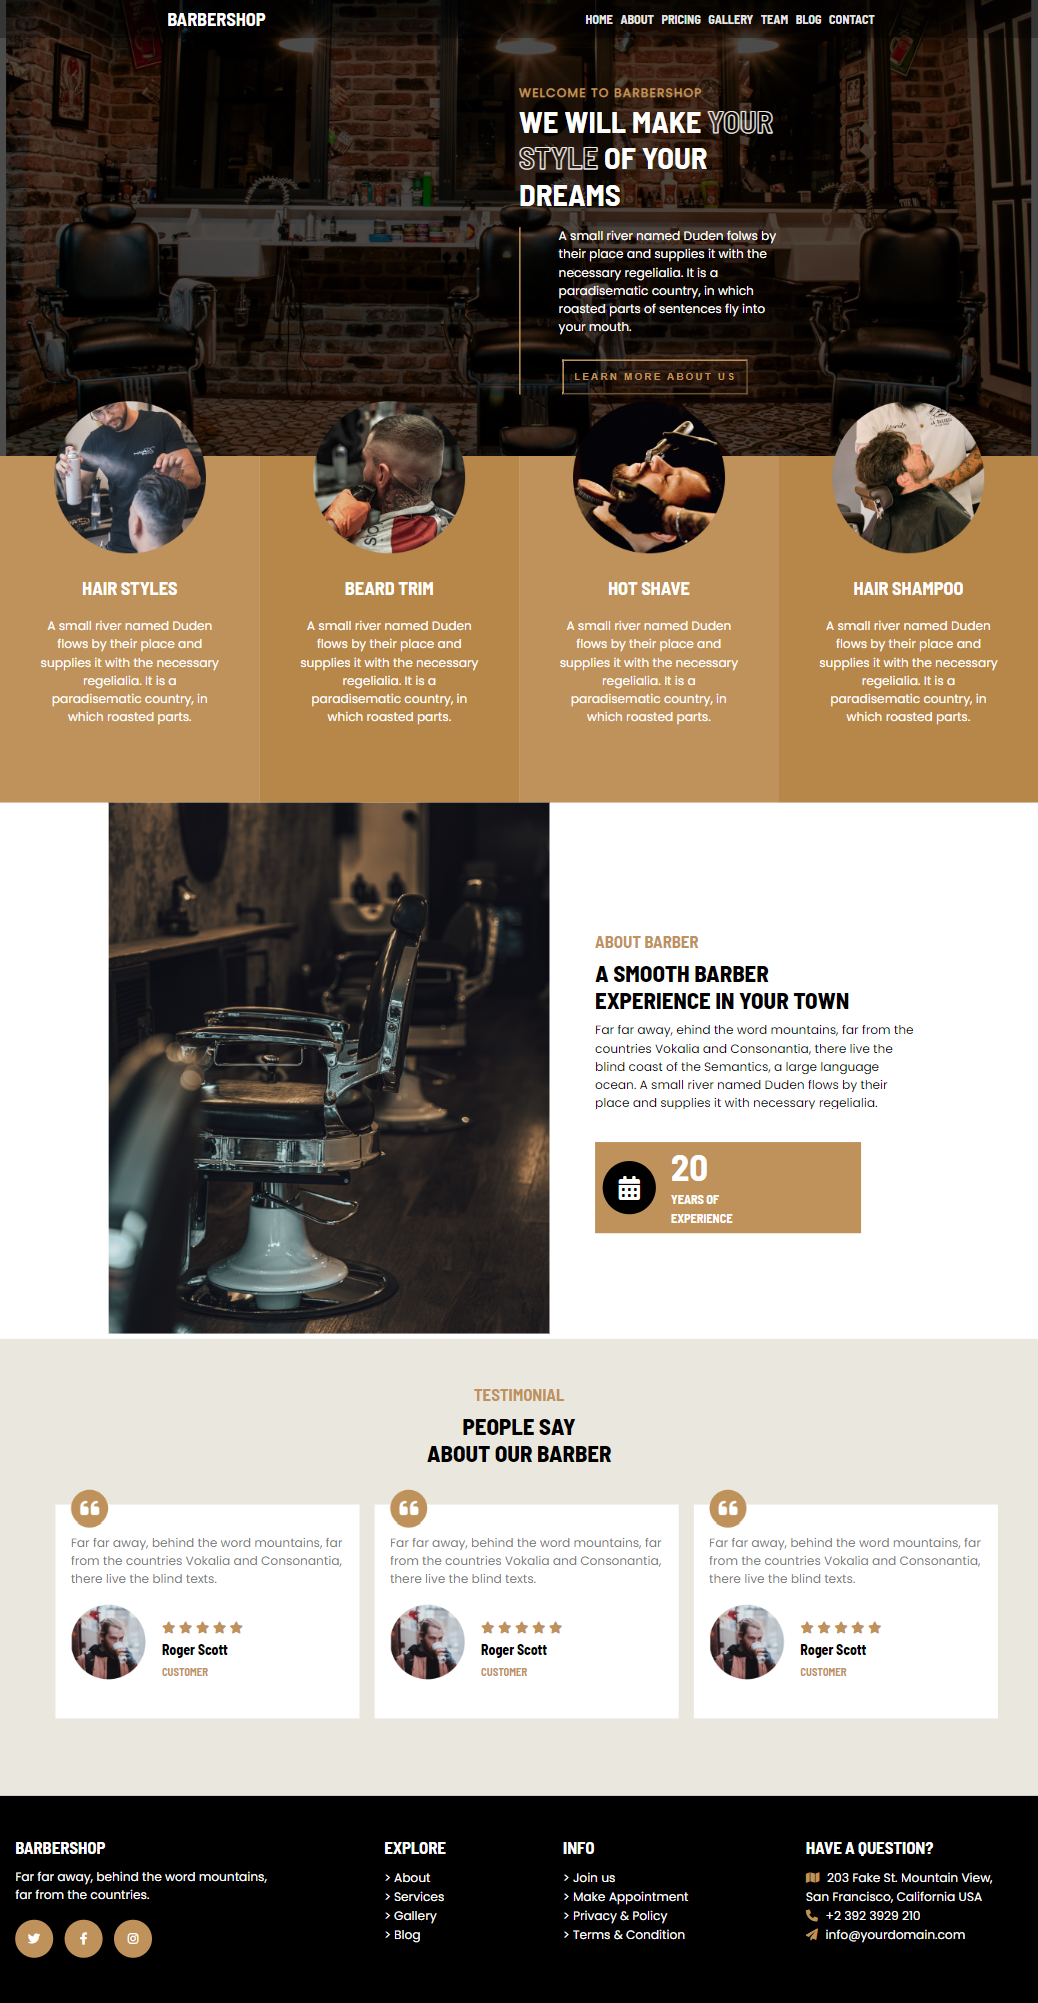 BARBERSHOP
HOME ABOUT PRICING GALLERY TEAM BLOG CONTACT
WELCOME TO BARBERSHOP
WE WILL MAKE YOUR
STYLE OF YOUR
DREAMS
A small river named Duden folws by
their place and supplies it with the
necessary regelialia. It is a
paradisematic country, in which
roasted parts of sentences fly into
your mouth.
LEARN MORE ABOUT US
HAIR STYLES
A small river named Duden
flows by their place and
supplies it with the necessary
regelialia. It is a
paradisematic country, in
which roasted parts.
BEARD TRIM
A small river named Duden
flows by their place and
supplies it with the necessary
regelialia. It is a
paradisematic country, in
which roasted parts.
HOT SHAVE
A small river named Duden
flows by their place and
supplies it with the necessary
regelialia. It is a
paradisematic country, in
which roasted parts.
HAIR SHAMPOO
A small river named Duden
flows by their place and
supplies it with the necessary
regelialia. It is a
paradisematic country, in
which roasted parts.
ABOUT BARBER
A SMOOTH BARBER
EXPERIENCE IN YOUR TOWN
Far far away, ehind the word mountains, far from the
countries Vokalia and Consonantia, there live the
blind coast of the Semantics, a large language
ocean. A small river named Duden flows by their
place and supplies it with necessary regelialia.
20
YEARS OF
EXPERIENCE
TESTIMONIAL
PEOPLE SAY
ABOUT OUR BARBER
Far far away, behind the word mountains, far
from the countries Vokalia and Consonantia,
there live the blind texts.
Roger Scott
CUSTOMER
Far far away, behind the word mountains, far
from the countries Vokalia and Consonantia,
there live the blind texts.
Roger Scott
CUSTOMER
Far far away, behind the word mountains, far
from the countries Vokalia and Consonantia,
there live the blind texts.
Roger Scott
CUSTOMER
BARBERSHOP
Far far away, behind the word mountains,
far from the countries.
EXPLORE
> About
> Services
> Gallery
> Blog
INFO
> Join us
> Make Appointment
> Privacy & Policy
> Terms & Condition
HAVE A QUESTION?
203 Fake St. Mountain View,
San Francisco, California USA
+2 392 3929 210
info@yourdomain.com